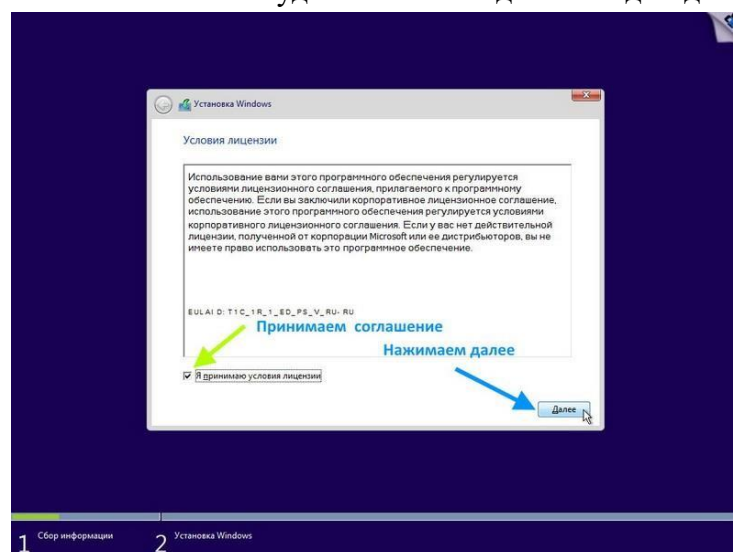 Установка Windows
Условия лицензии
Использование вами этого программного обеспечения регулируется
условиями лицензионного соглашения, прилагаемого к программному
обеспечению. Если вы заключили корпоративное лицензионное соглашение,
использование этого программного обеспечения регулируется условиями
корпоративного лицензионного соглашения. Если у вас нет действительной
лицензии, полученной от корпорации Microsoft или ее дистрибьюторов, вы не
имеете право использовать это программное обеспечение.
EULAI D: T1C_1R_1_ED_PS_V_RU- RU
Принимаем соглашение
Нажимаем далее
Я принимаю условия лицензии
Далее
1 Сбор информации
2 Установка Windows